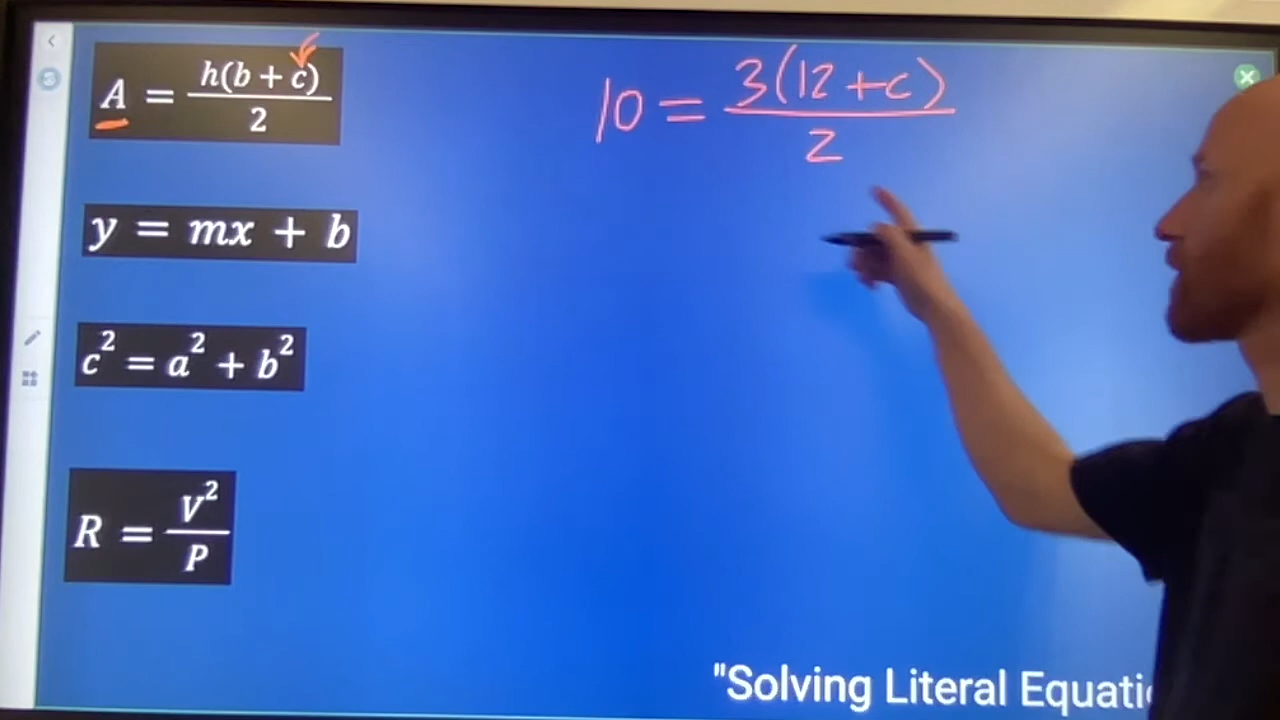 A = h(b + c) / 2
10 = 3(12 + c) / 2
y = mx + b
c² = a² + b²
R = V² / P
"Solving Literal Equati